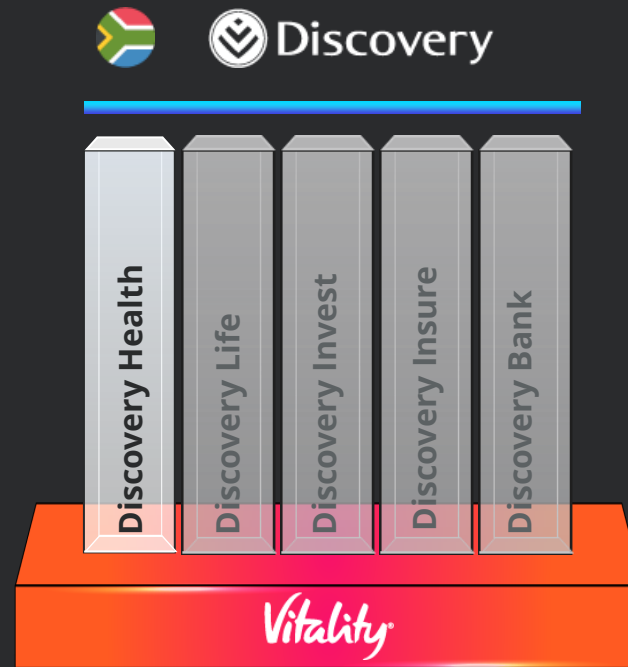 Discovery
Discovery Health
Discovery Life
Discovery Invest
Discovery Insure
Discovery Bank
Vitality®